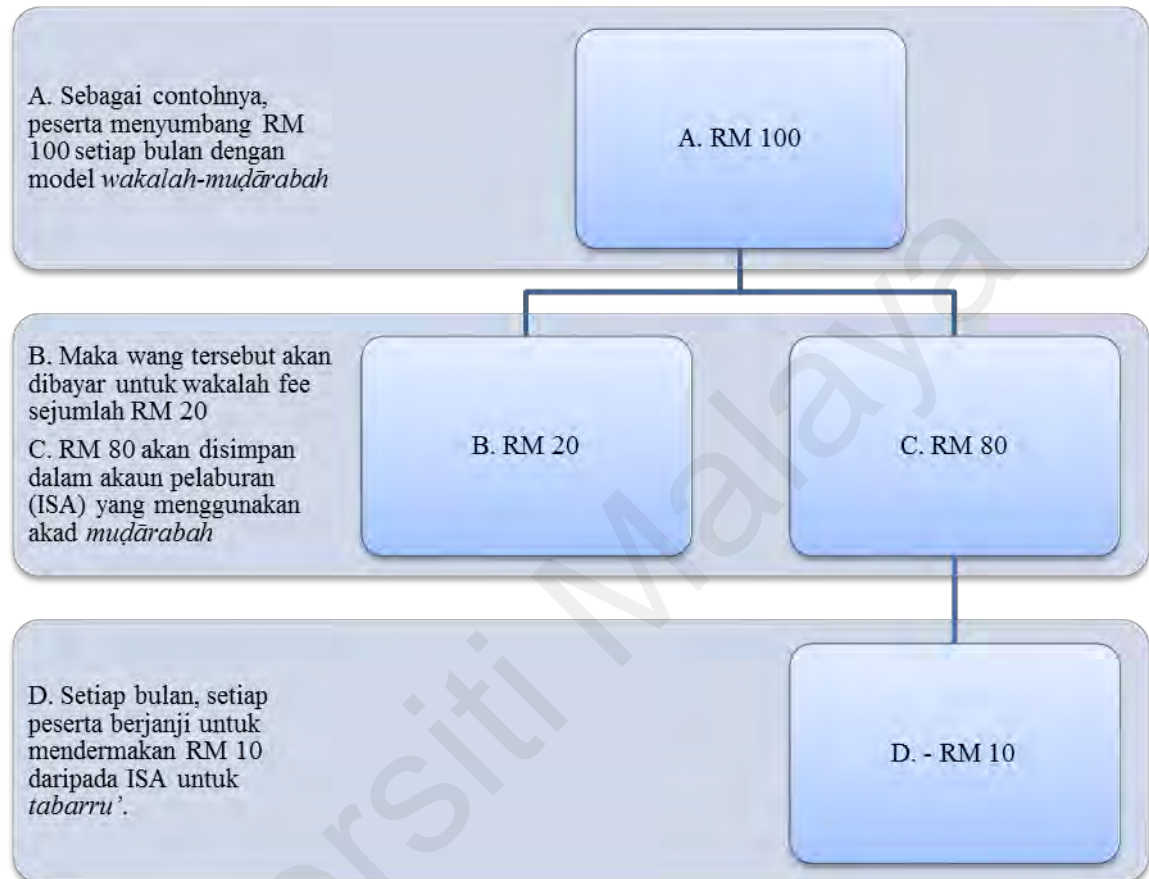 A. Sebagai contohnya,
peserta menyumbang RM
100 setiap bulan dengan
model wakalah-muḍārabah
A. RM 100
B. Maka wang tersebut akan
dibayar untuk wakalah fee
sejumlah RM 20
C. RM 80 akan disimpan
dalam akaun pelaburan
(ISA) yang menggunakan
akad muḍārabah
B. RM 20
C. RM 80
D. Setiap bulan, setiap
peserta berjanji untuk
mendermakan RM 10
daripada ISA untuk
tabarru’.
D. - RM 10
ersiti Malaya